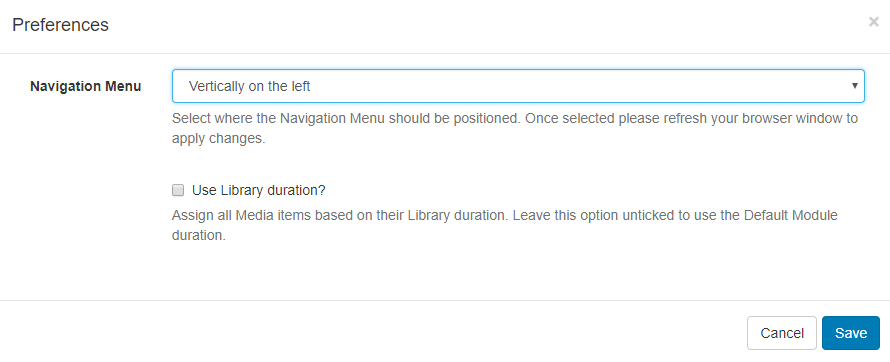 Preferences
×
Navigation Menu
Vertically on the left
Select where the Navigation Menu should be positioned. Once selected please refresh your browser window to
apply changes.
Use Library duration?
Assign all Media items based on their Library duration. Leave this option unticked to use the Default Module
duration.
Cancel
Save